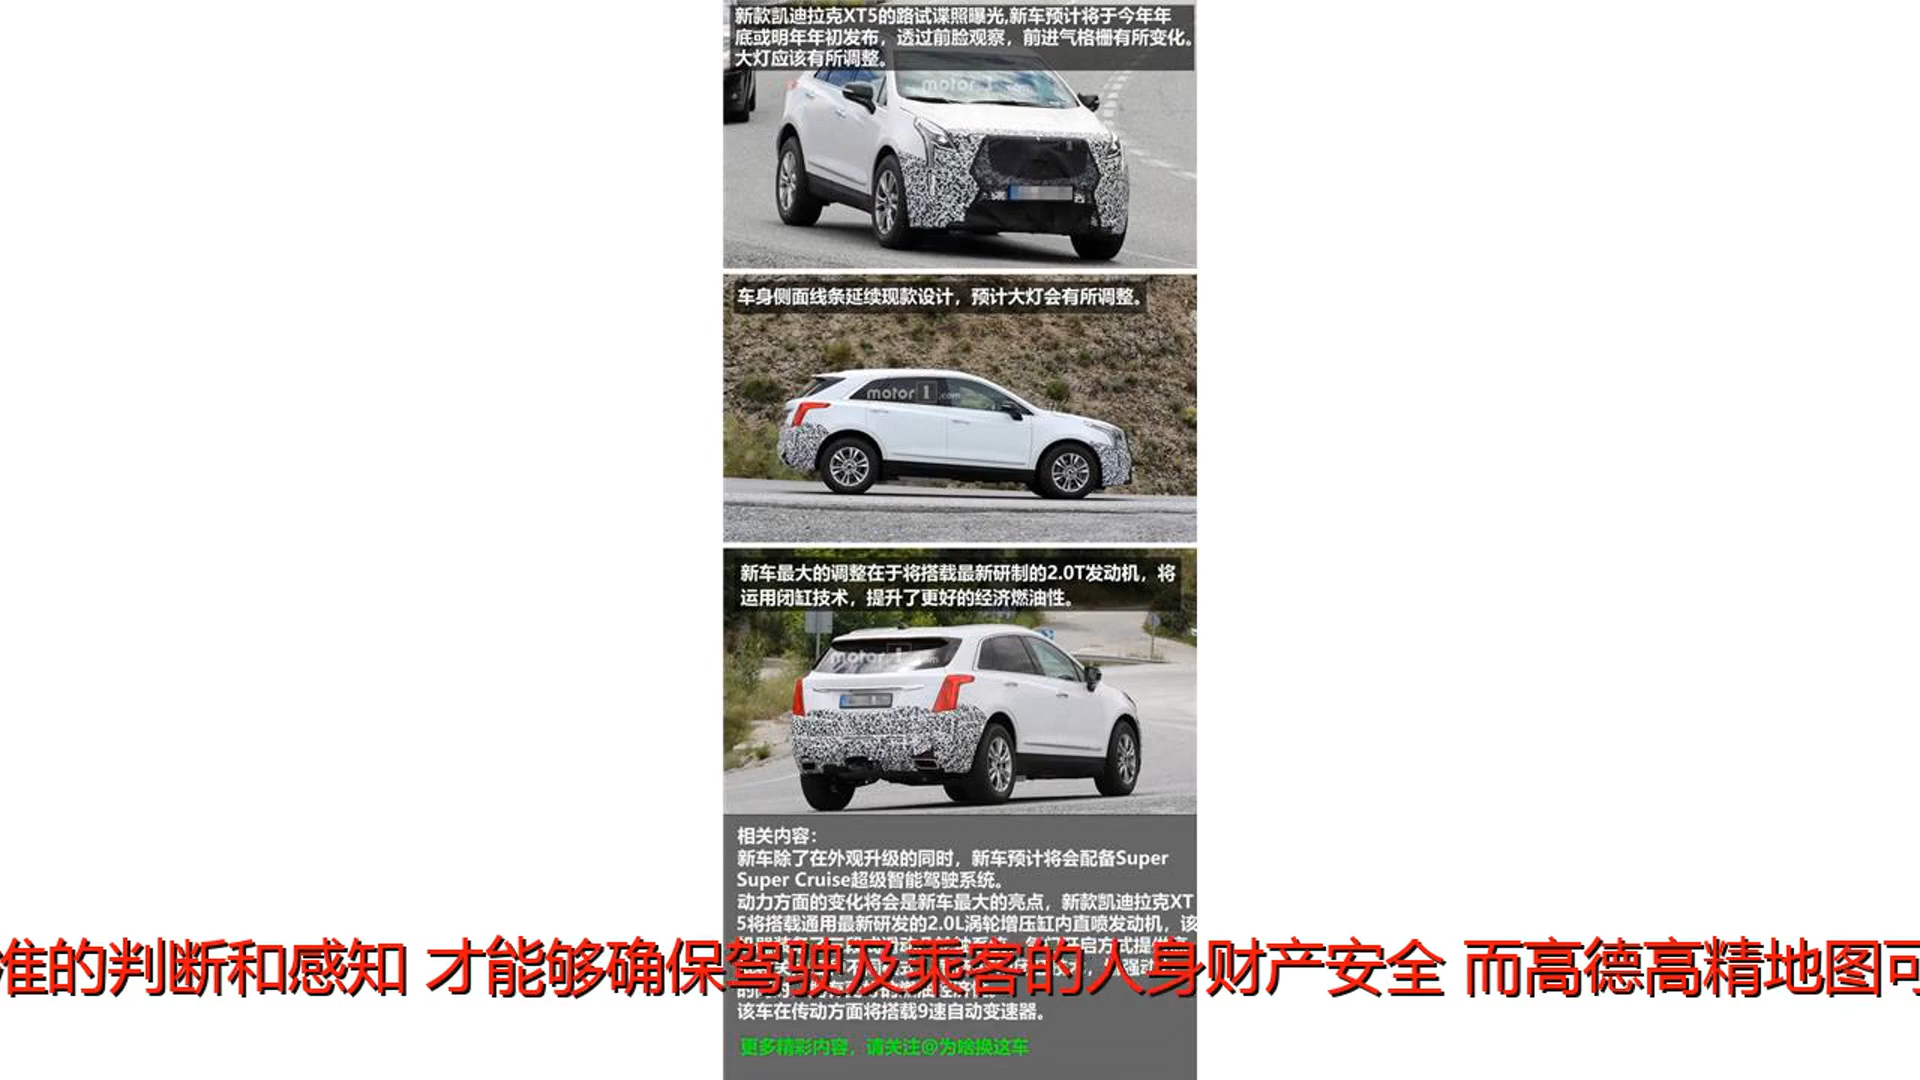 新款凯迪拉克XT5的路试谍照曝光,新车预计将于今年年
底或明年年初发布，透过前脸观察，前进气格栅有所变化。
大灯应该有所调整。
motor1.com
车身侧面线条延续现款设计，预计大灯会有所调整。
motor1.com
新车最大的调整在于将搭载最新研制的2.0T发动机，将
运用闭缸技术，提升了更好的经济燃油性。
motor1.com
相关内容：
新车除了在外观升级的同时，新车预计将会配备Super
Super Cruise超级智能驾驶系统。
动力方面的变化将会是新车最大的亮点，新款凯迪拉克XT
5将搭载通用最新研发的2.0L涡轮增压缸内直喷发动机，该
准的判断和感知 才能够确保驾驶及乘客的人身财产安全 而高德高精地图可
该车在传动方面将搭载9速自动变速器。
更多精彩内容，请关注@为啥换这车